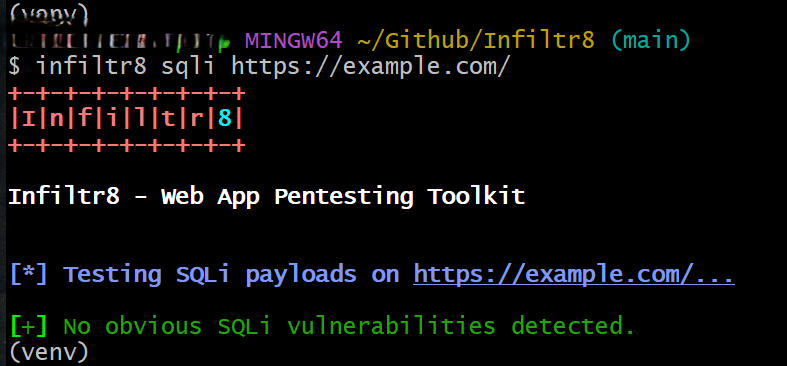 (venv)
MINGW64 ~/Github/Infiltr8 (main)
$ infiltr8 sqli https://example.com/
+-+-+-+-+-+-+-+-+
|I|n|f|i|l|t|r|8|
+-+-+-+-+-+-+-+-+
Infiltr8 – Web App Pentesting Toolkit
[*] Testing SQLi payloads on https://example.com/...
[+] No obvious SQLi vulnerabilities detected.
(venv)